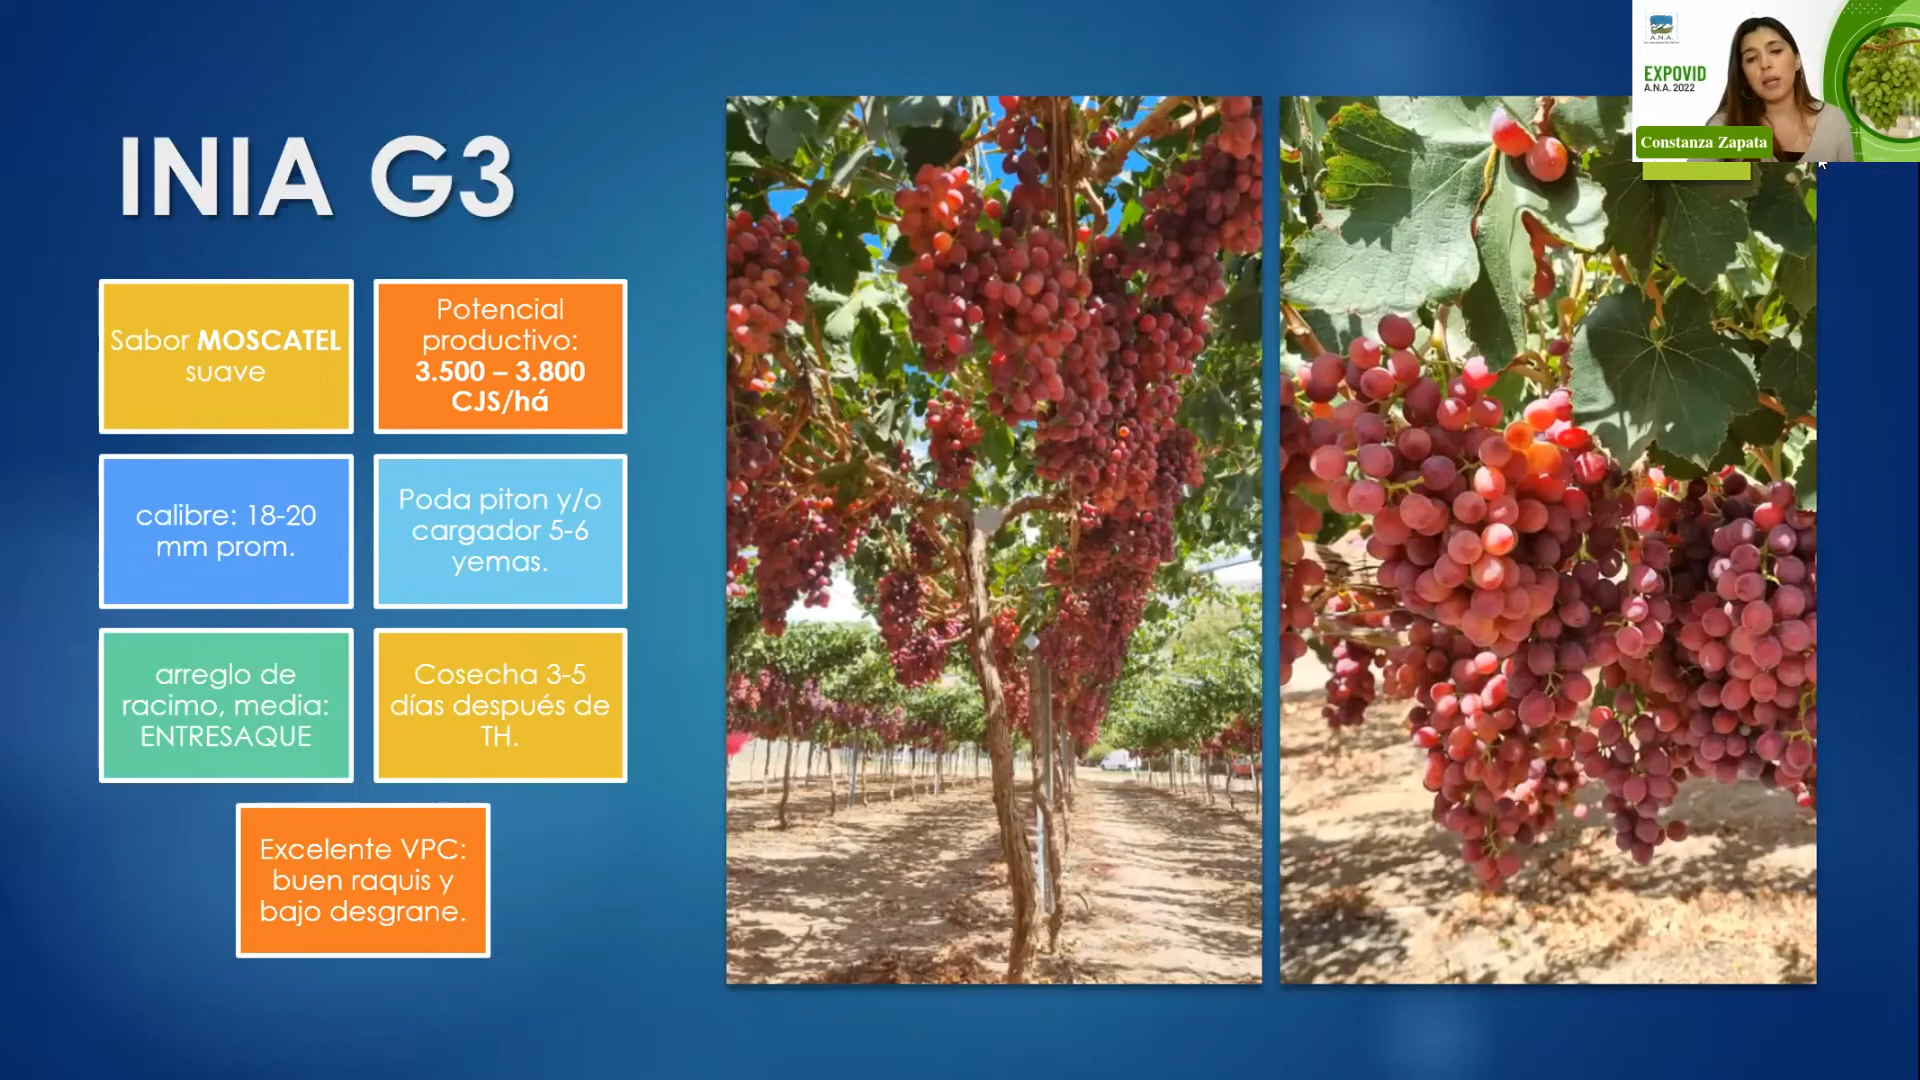 INIA G3
Sabor MOSCATEL
suave
Potencial
productivo:
3.500 – 3.800
CJS/há
calibre: 18-20
mm prom.
Poda piton y/o
cargador 5-6
yemas.
arreglo de
racimo, media:
ENTRESAQUE
Cosecha 3-5
días después de
TH.
Excelente VPC:
buen raquis y
bajo desgrane.
A.N.A.
EXPOVID
A.N.A. 2022
Constanza Zapata